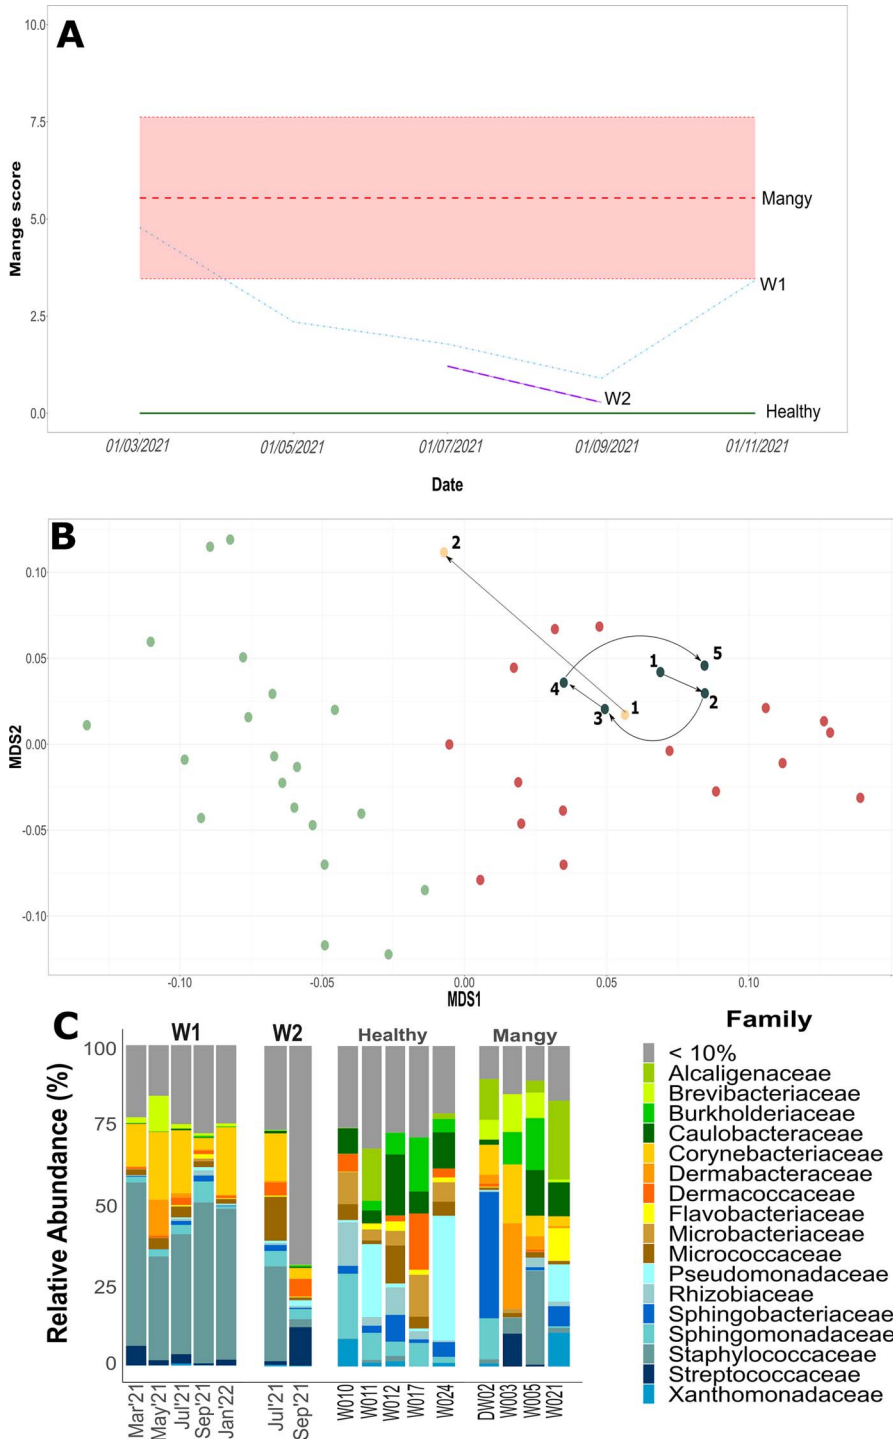 A
10.0
7.5
5.0
2.5
0.0
Mange score
Mangy
W1
W2
Healthy
01/03/2021 01/05/2021 01/07/2021 01/09/2021 01/11/2021
Date
B
0.10
0.05
0.00
-0.05
-0.10
MDS2
2
1
5
4
2
3
1
-0.10 -0.05 0.00 0.05 0.10
MDS1
C
W1 W2 Healthy Mangy
100
75
50
25
0
Relative Abundance (%)
Mar'21 May'21 Jul'21 Sep'21 Jan'22 Jul'21 Sep'21 W010 W011 W012 W017 W024 DW02 W003 W005 W021
Family
< 10%
Alcaligenaceae
Brevibacteriaceae
Burkholderiaceae
Caulobacteraceae
Corynebacteriaceae
Dermabacteraceae
Dermacoccaceae
Flavobacteriaceae
Microbacteriaceae
Micrococcaceae
Pseudomonadaceae
Rhizobiaceae
Sphingobacteriaceae
Sphingomonadaceae
Staphylococcaceae
Streptococcaceae
Xanthomonadaceae